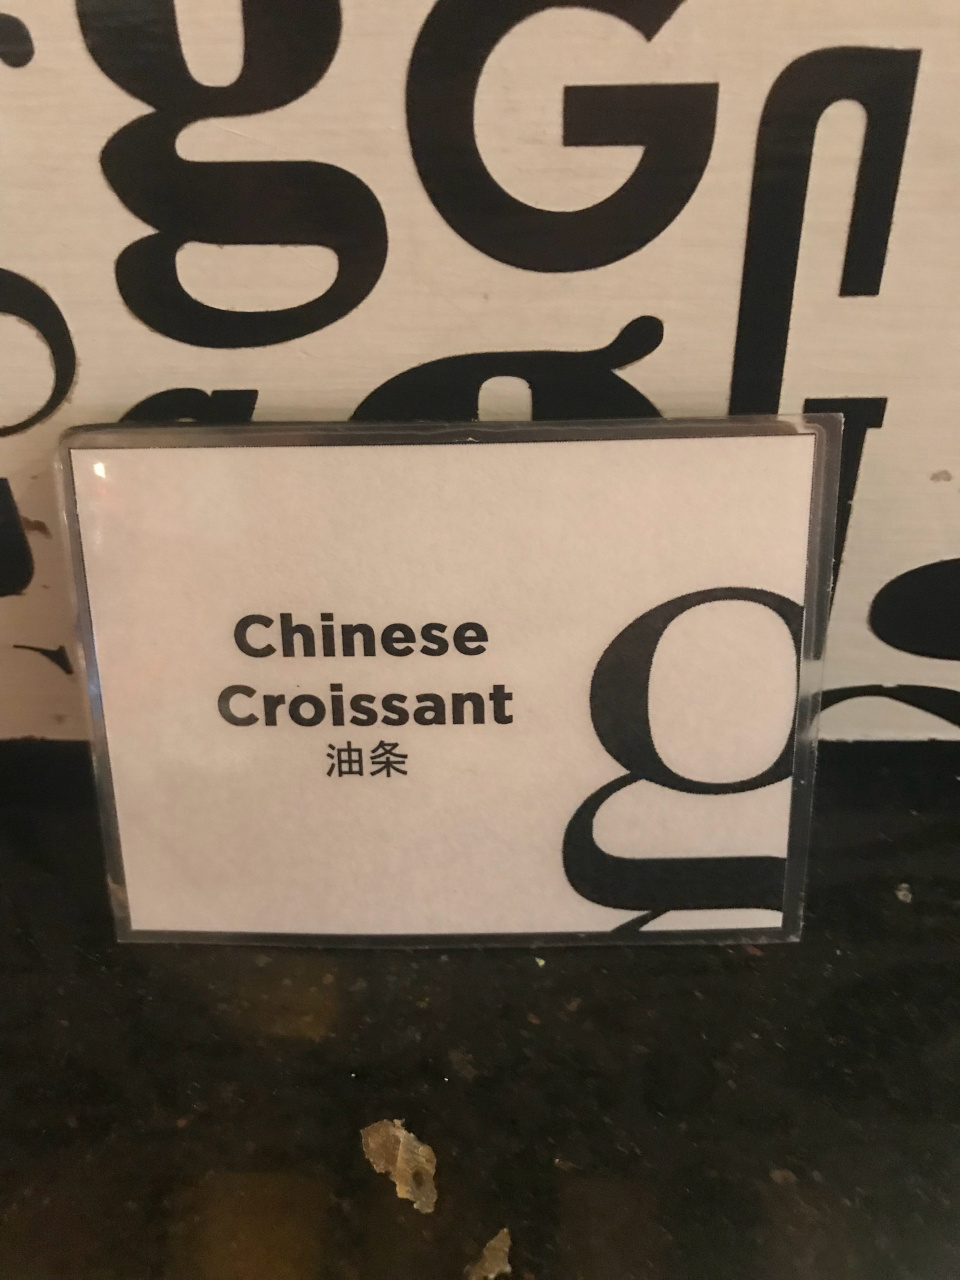 g G
Chinese
Croissant
油条
g